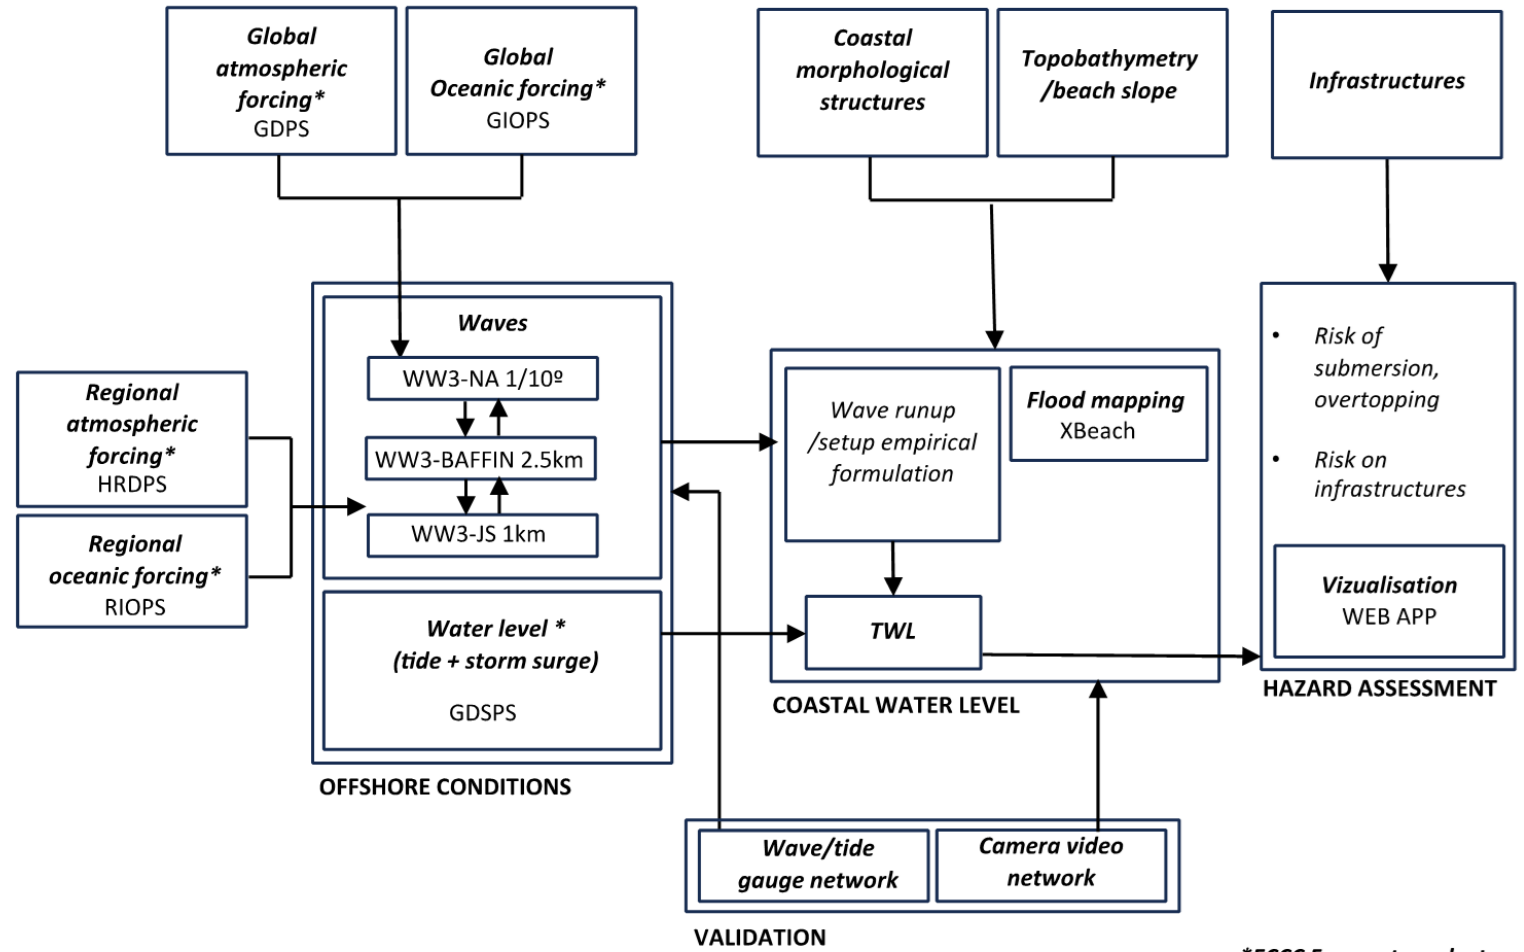 Global
atmospheric
forcing*
GDPS
Global
Oceanic forcing*
GIOPS
Coastal
morphological
structures
Topobathymetry
/beach slope
Infrastructures
Regional
atmospheric
forcing*
HRDPS
Regional
oceanic forcing*
RIOPS
Waves
WW3-NA 1/10º
WW3-BAFFIN 2.5km
WW3-JS 1km
Water level *
(tide + storm surge)
GDSPS
OFFSHORE CONDITIONS
Wave runup
/setup empirical
formulation
Flood mapping
XBeach
TWL
COASTAL WATER LEVEL
• Risk of
submersion,
overtopping
• Risk on
infrastructures
Vizualisation
WEB APP
HAZARD ASSESSMENT
Wave/tide
gauge network
Camera video
network
VALIDATION